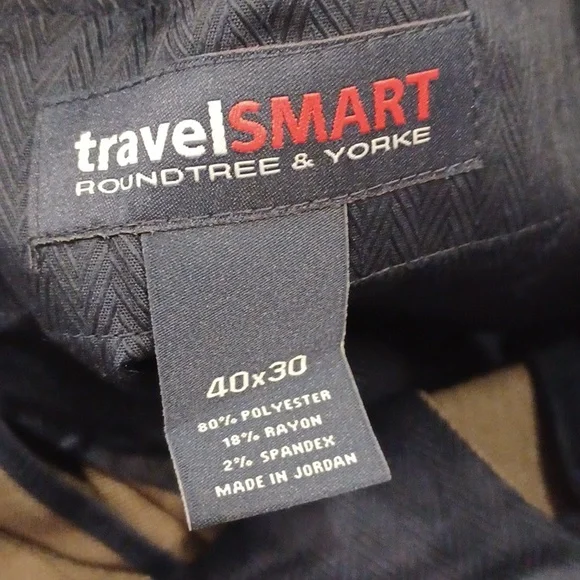 travelSMART
ROUNDTREE & YORKE
40x30
80% POLYESTER
18% RAYON
2% SPANDEX
MADE IN JORDAN